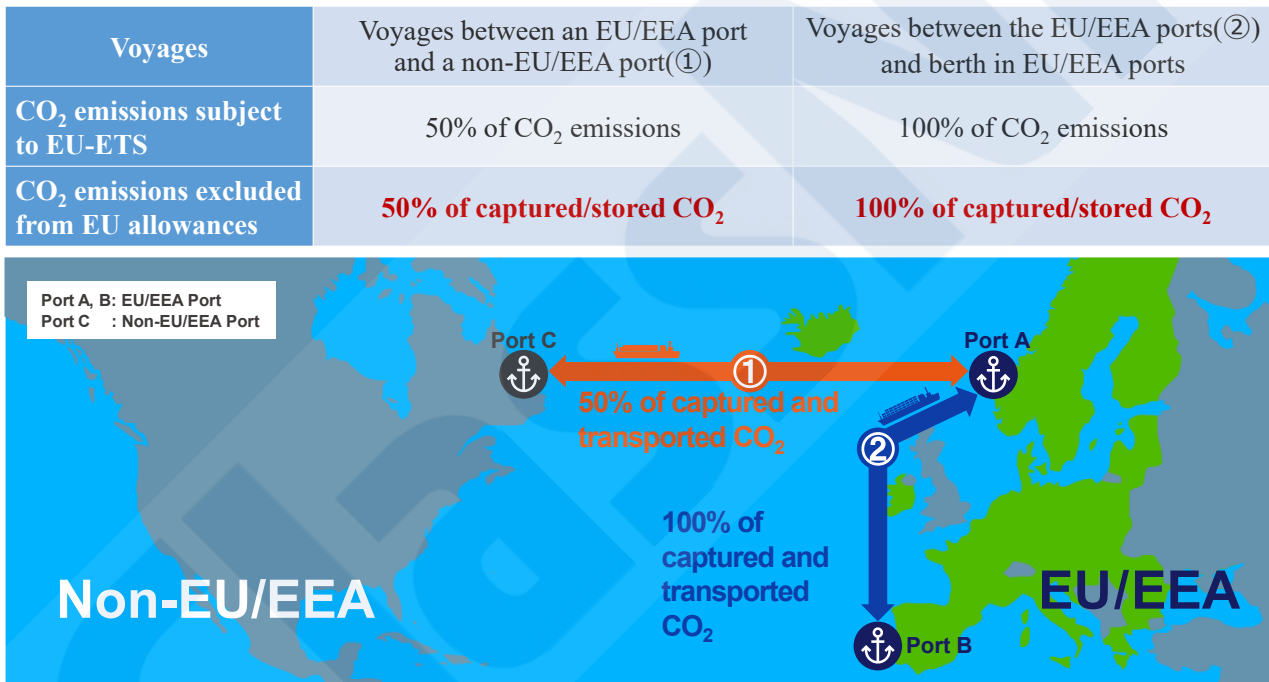 Voyages
Voyages between an EU/EEA port
and a non-EU/EEA port(①)
Voyages between the EU/EEA ports(②)
and berth in EU/EEA ports
CO₂ emissions subject
to EU-ETS
50% of CO₂ emissions
100% of CO₂ emissions
CO₂ emissions excluded
from EU allowances
50% of captured/stored CO₂
100% of captured/stored CO₂
Port A, B: EU/EEA Port
Port C : Non-EU/EEA Port
Port C
Port A
①
50% of captured and
transported CO₂
②
100% of
captured and
transported
CO₂
Non-EU/EEA
EU/EEA
Port B